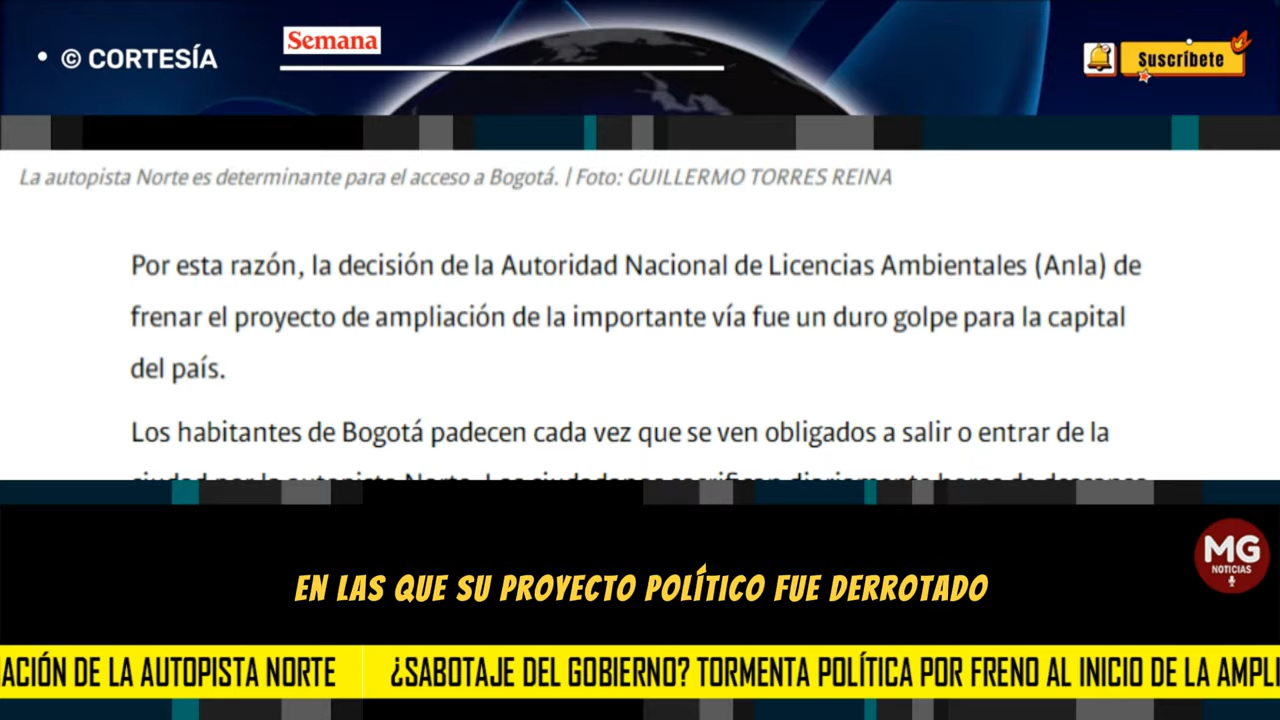 • © CORTESÍA
Semana
Suscríbete
La autopista Norte es determinante para el acceso a Bogotá. | Foto: GUILLERMO TORRES REINA
Por esta razón, la decisión de la Autoridad Nacional de Licencias Ambientales (Anla) de
frenar el proyecto de ampliación de la importante vía fue un duro golpe para la capital
del país.
Los habitantes de Bogotá padecen cada vez que se ven obligados a salir o entrar de la
MG
NOTICIAS
EN LAS QUE SU PROYECTO POLÍTICO FUE DERROTADO
IACIÓN DE LA AUTOPISTA NORTE ¿SABOTAJE DEL GOBIERNO? TORMENTA POLÍTICA POR FRENO AL INICIO DE LA AMPLI